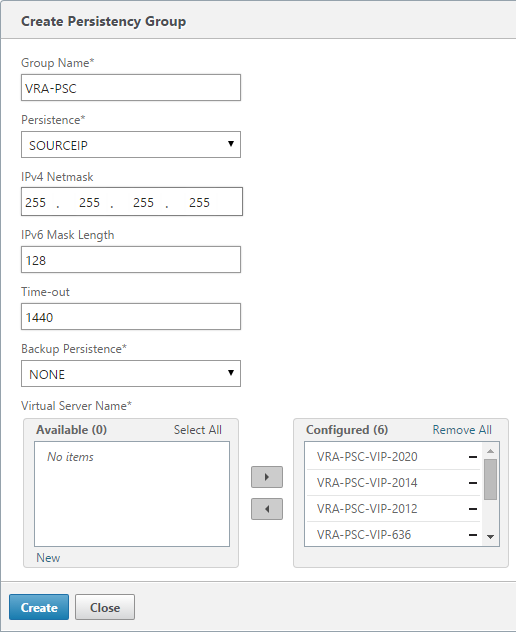 Create Persistency Group
Group Name*
VRA-PSC
Persistence*
SOURCEIP
IPv4 Netmask
255 . 255 . 255 . 255
IPv6 Mask Length
128
Time-out
1440
Backup Persistence*
NONE
Virtual Server Name*
Available (0) Select All
No items
New
Configured (6) Remove All
VRA-PSC-VIP-2020
VRA-PSC-VIP-2014
VRA-PSC-VIP-2012
VRA-PSC-VIP-636
Create Close